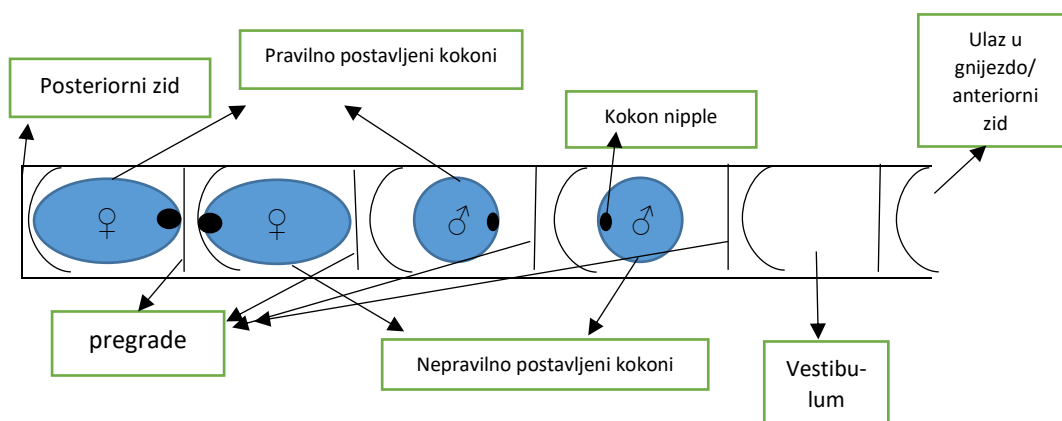 Pravilno postavljeni kokoni
Ulaz u
gnijezdo/
anteriorni
zid
Posteriorni zid
Kokon nipple
♀
♀
♂
♂
pregrade
Nepravilno postavljeni kokoni
Vestibu-
lum